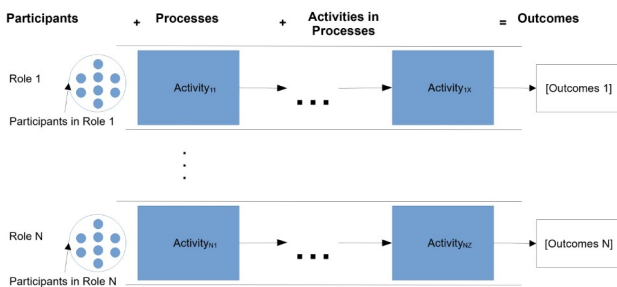 Participants + Processes + Activities in Processes = Outcomes
Role 1
Activity11
Activity1X
[Outcomes 1]
Participants in Role 1
Role N
ActivityN1
ActivityNZ
[Outcomes N]
Participants in Role N